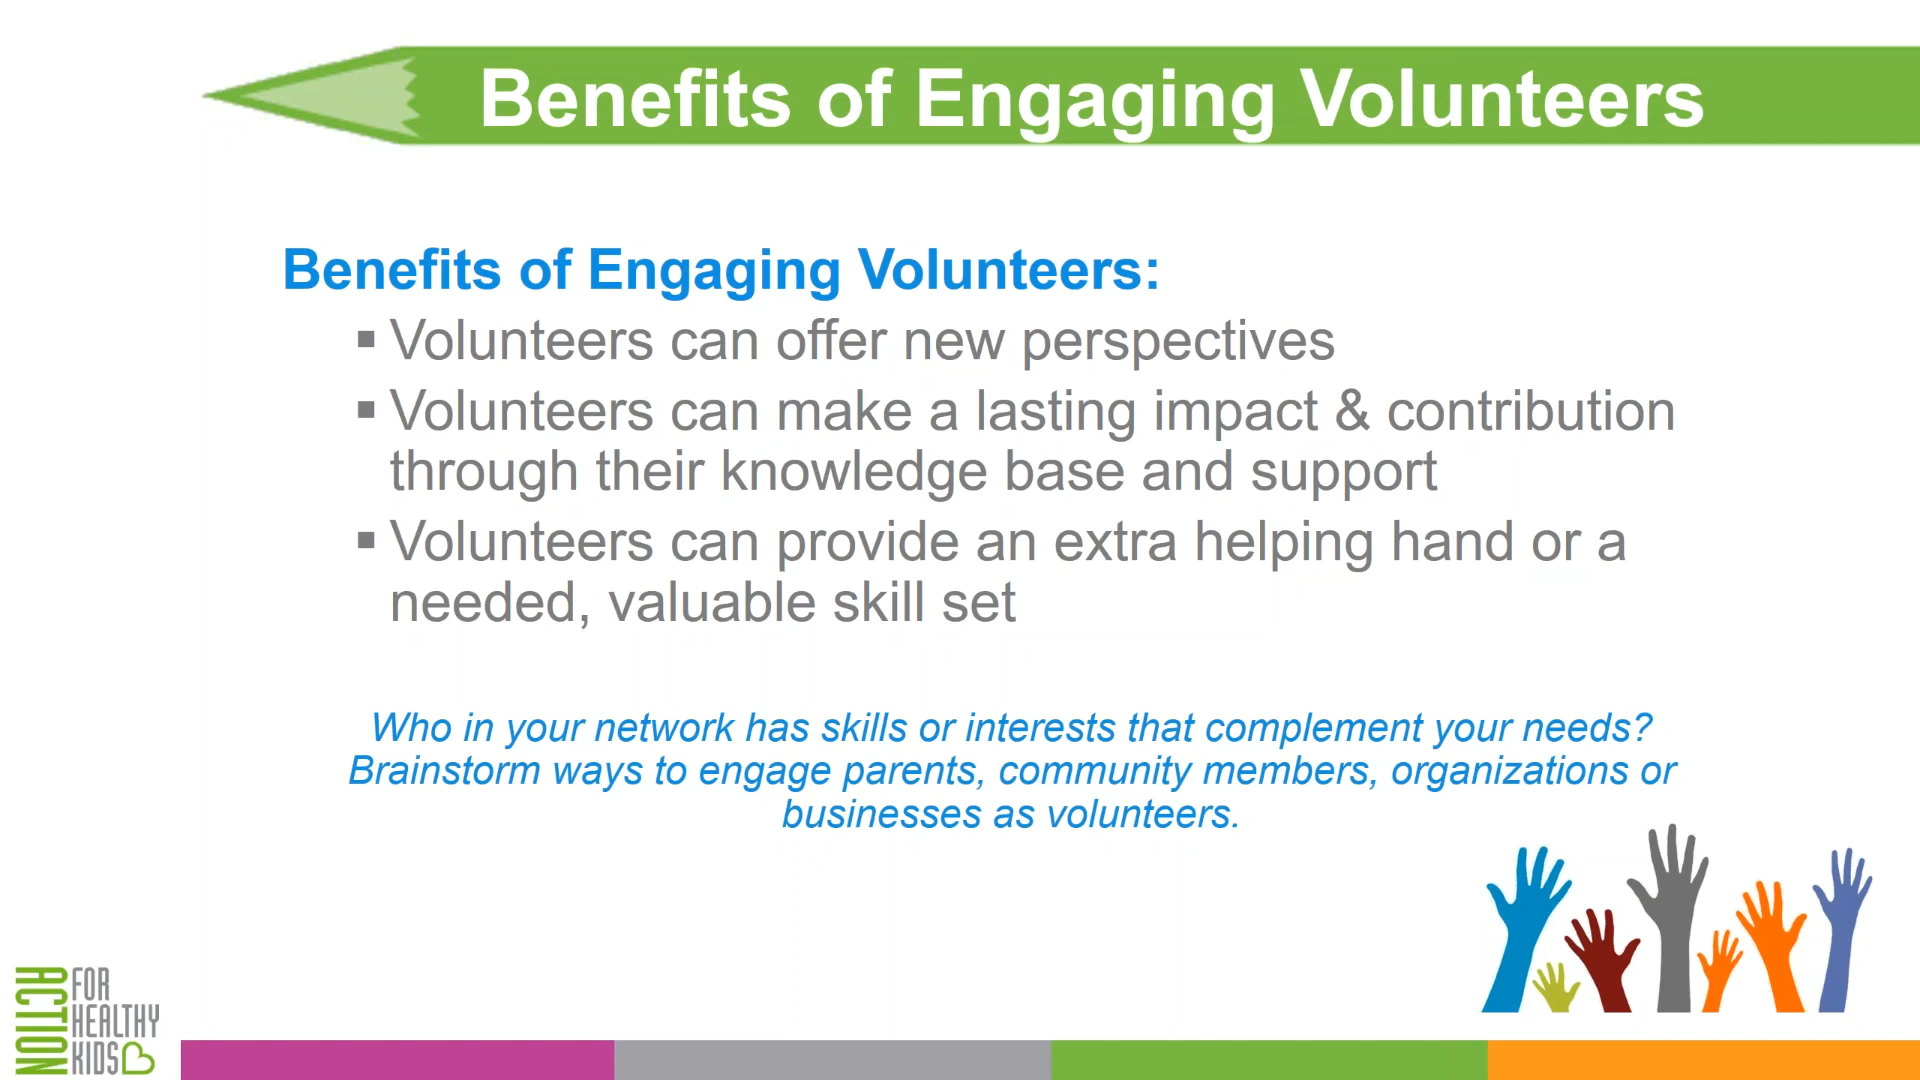 Benefits of Engaging Volunteers
Benefits of Engaging Volunteers:
▪ Volunteers can offer new perspectives
▪ Volunteers can make a lasting impact & contribution
through their knowledge base and support
▪ Volunteers can provide an extra helping hand or a
needed, valuable skill set
Who in your network has skills or interests that complement your needs?
Brainstorm ways to engage parents, community members, organizations or
businesses as volunteers.
ACTION
FOR
HEALTHY
KIDS